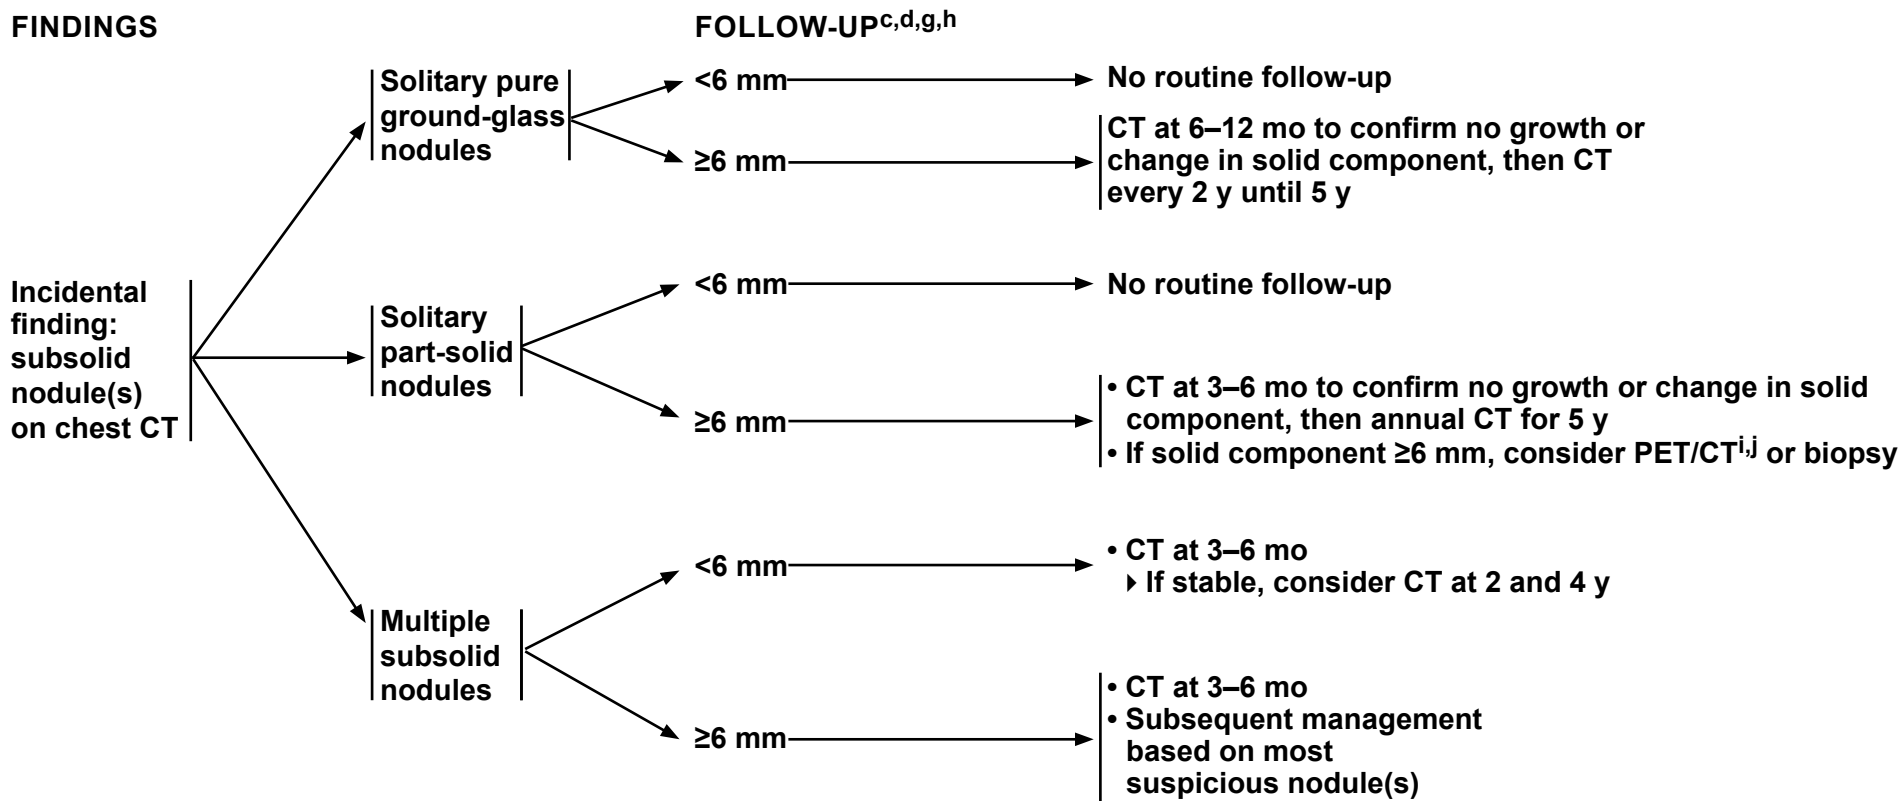 FINDINGS
FOLLOW-UPc,d,g,h
Incidental
finding:
subsolid
nodule(s)
on chest CT
Solitary pure
ground-glass
nodules
<6 mm
No routine follow-up
≥6 mm
CT at 6–12 mo to confirm no growth or
change in solid component, then CT
every 2 y until 5 y
Solitary
part-solid
nodules
<6 mm
No routine follow-up
≥6 mm
• CT at 3–6 mo to confirm no growth or change in solid
component, then annual CT for 5 y
• If solid component ≥6 mm, consider PET/CTi,j or biopsy
Multiple
subsolid
nodules
<6 mm
• CT at 3–6 mo
▸ If stable, consider CT at 2 and 4 y
≥6 mm
• CT at 3–6 mo
• Subsequent management
based on most
suspicious nodule(s)